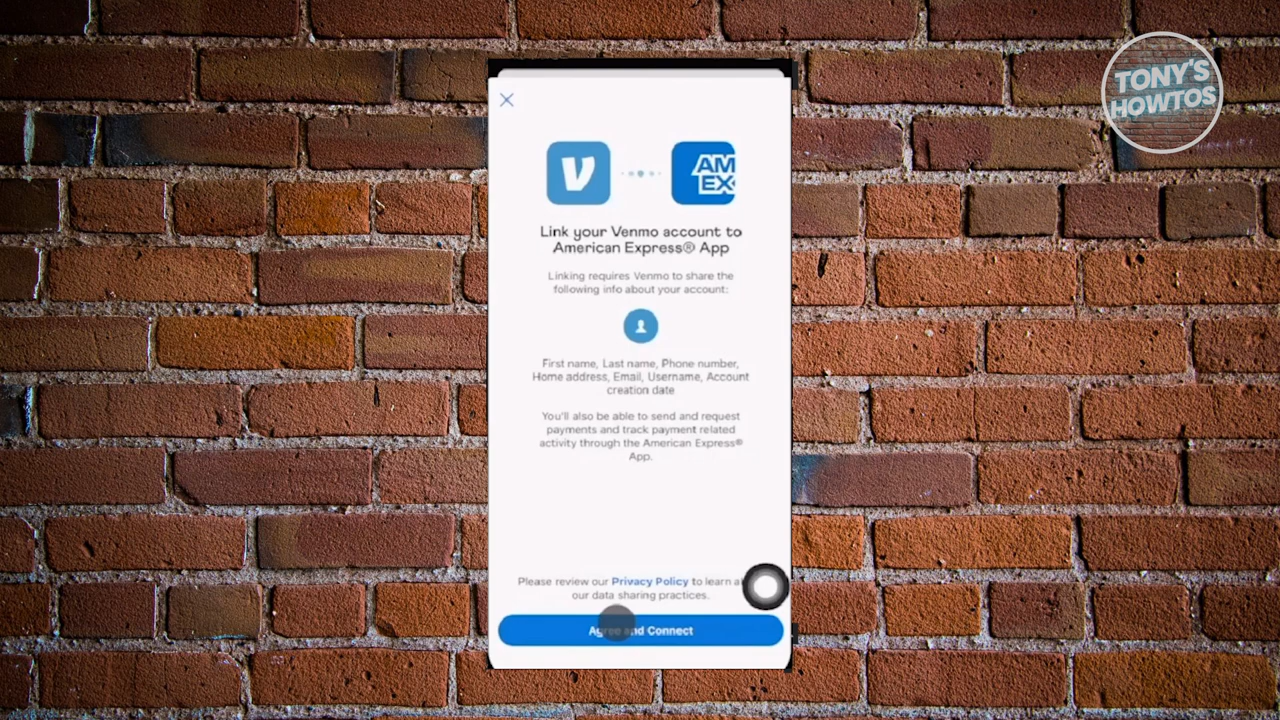 TONY'S
HOWTOS
V
AM
EX
Link your Venmo account to
American Express® App
Linking requires Venmo to share the
following info about your account:
First name, Last name, Phone number,
Home address, Email, Username, Account
creation date
You'll also be able to send and request
payments and track payment related
activity through the American Express®
App.
Please review our Privacy Policy to learn
our data sharing practices.
Agree and Connect